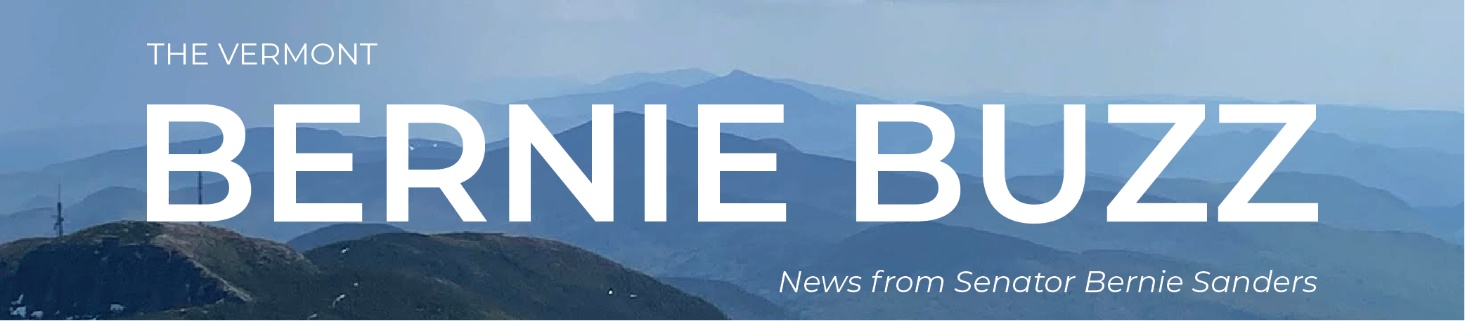 THE VERMONT
BERNIE BUZZ
News from Senator Bernie Sanders